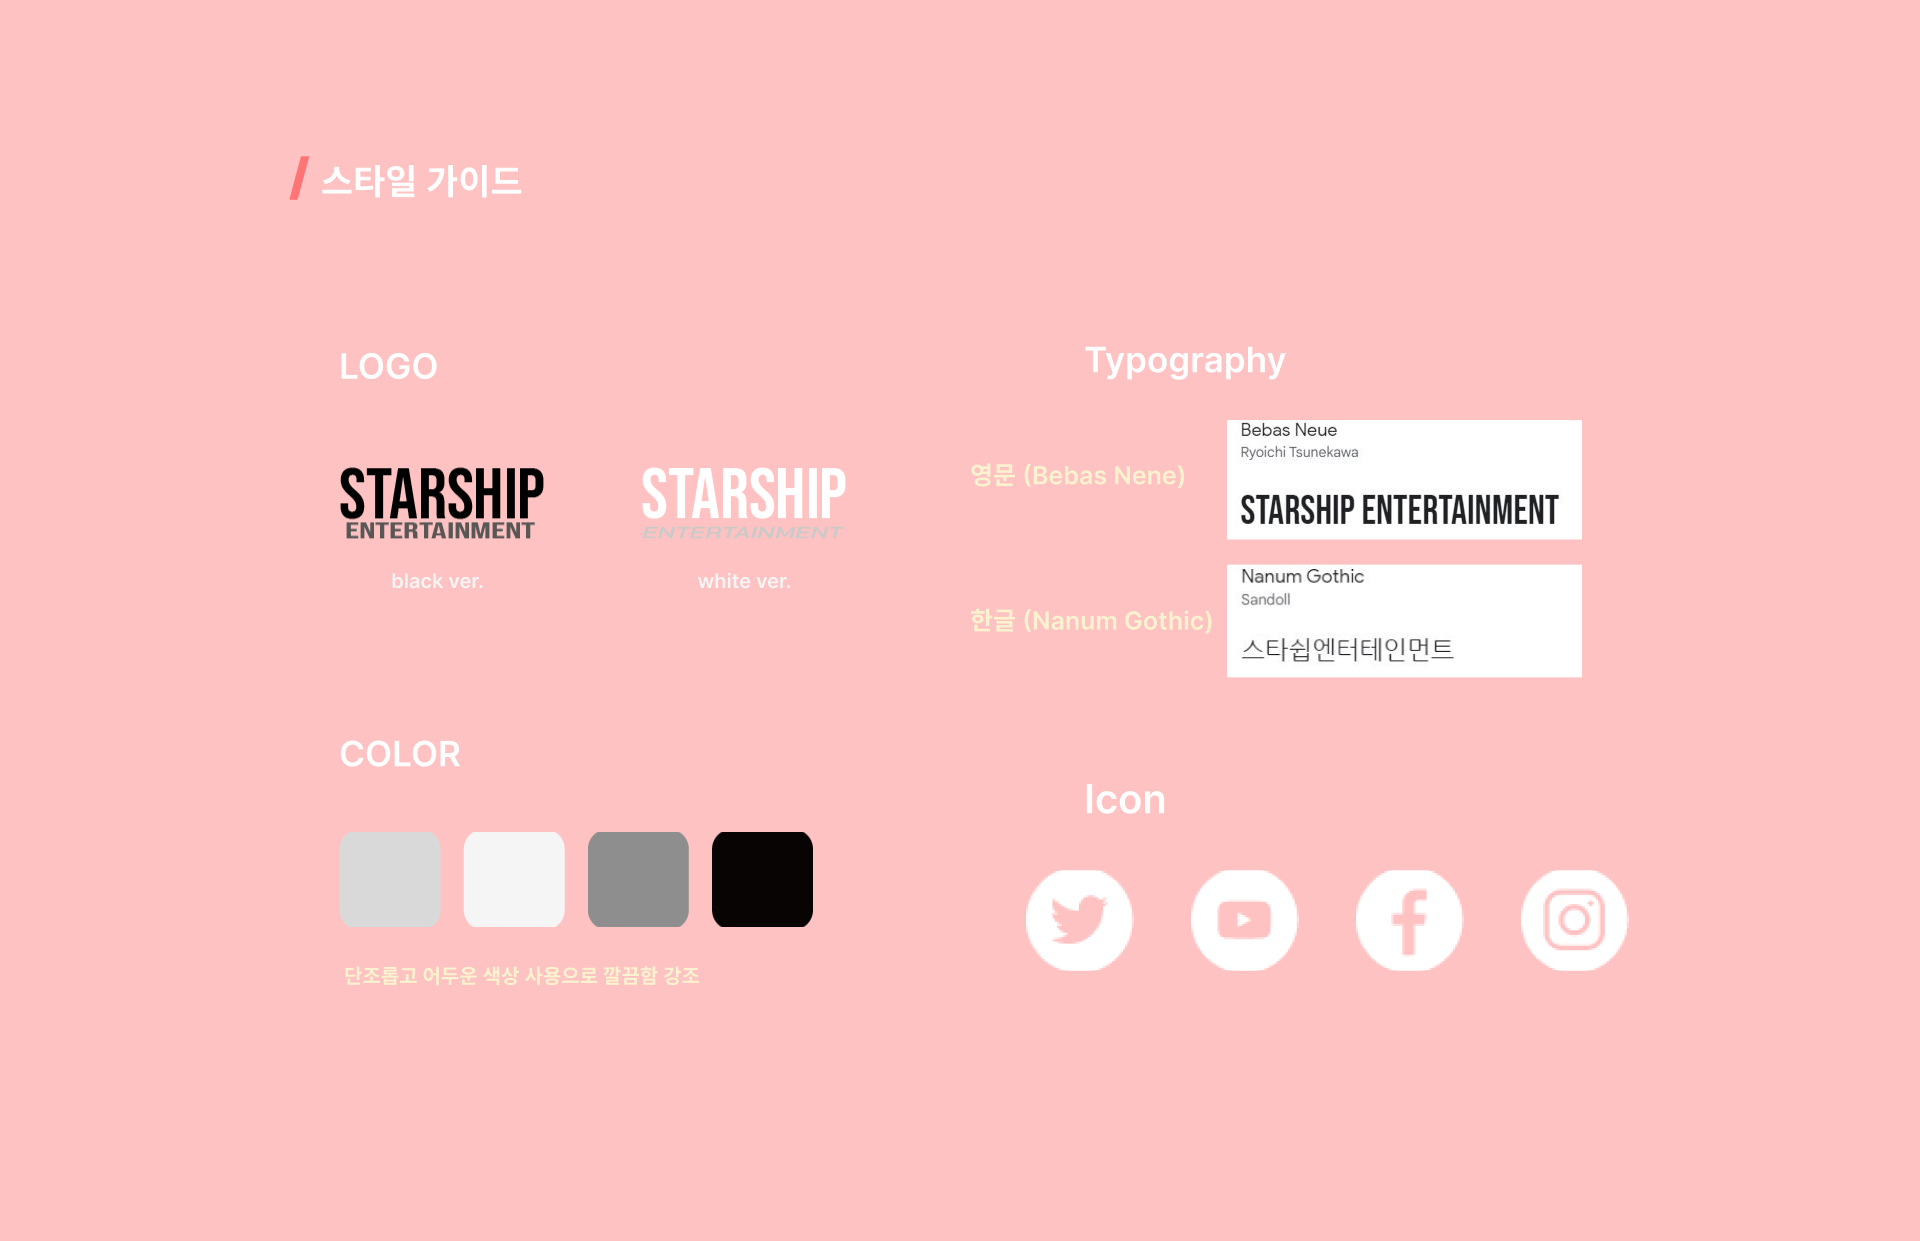 / 스타일 가이드
LOGO
STARSHIP
ENTERTAINMENT
black ver.
STARSHIP
ENTERTAINMENT
white ver.
COLOR
단조롭고 어두운 색상 사용으로 깔끔함 강조
Typography
영문 (Bebas Nene)
Bebas Neue
Ryoichi Tsunekawa
STARSHIP ENTERTAINMENT
한글 (Nanum Gothic)
Nanum Gothic
Sandoll
스타쉽엔터테인먼트
Icon